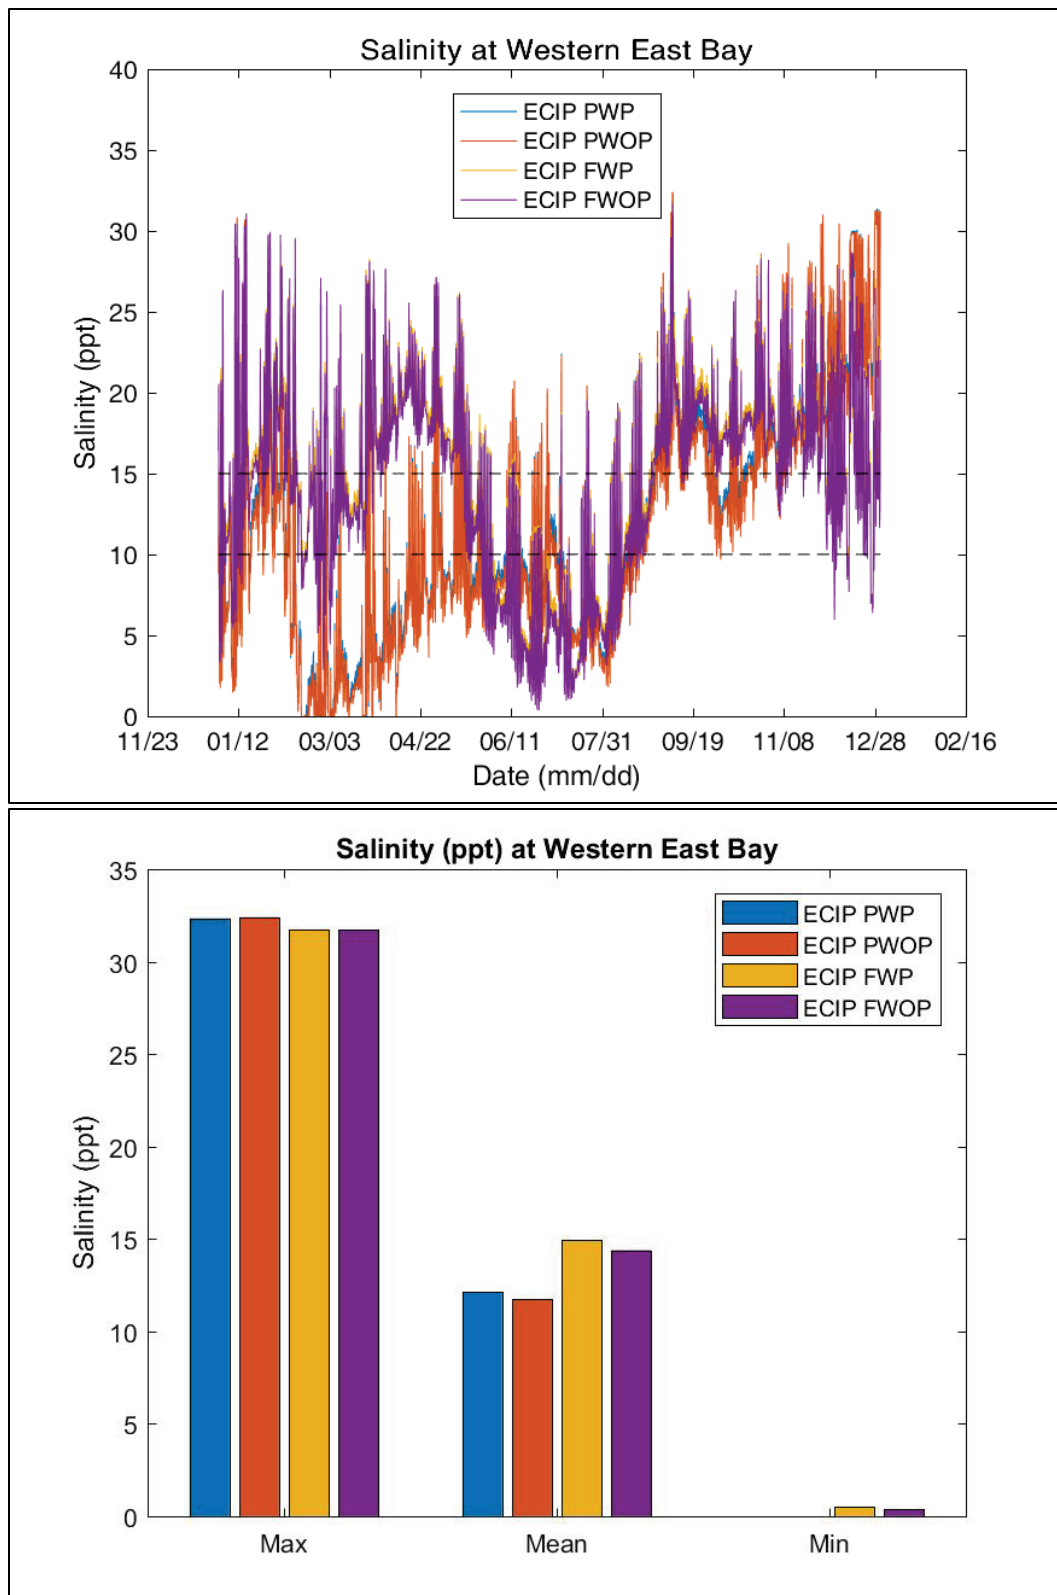 Salinity at Western East Bay
40
35
30
25
20
15
10
5
0
Salinity (ppt)
ECIP PWP
ECIP PWOP
ECIP FWP
ECIP FWOP
11/23 01/12 03/03 04/22 06/11 07/31 09/19 11/08 12/28 02/16
Date (mm/dd)
Salinity (ppt) at Western East Bay
35
30
25
20
15
10
5
0
Salinity (ppt)
ECIP PWP
ECIP PWOP
ECIP FWP
ECIP FWOP
Max Mean Min